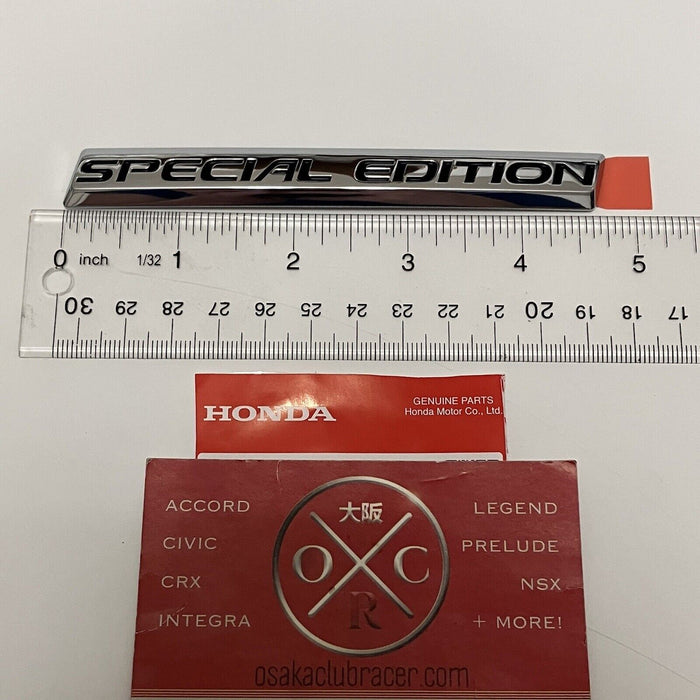 SPECIAL EDITION
0 inch 1/32 1 2 3 4 5
30 29 28 27 26 25 24 23 22 21 20 19 18 17
HONDA
GENUINE PARTS
Honda Motor Co., Ltd.
ACCORD
CIVIC
CRX
INTEGRA
大阪
O C
R
LEGEND
PRELUDE
NSX
+ MORE!
osakaclubracer.com